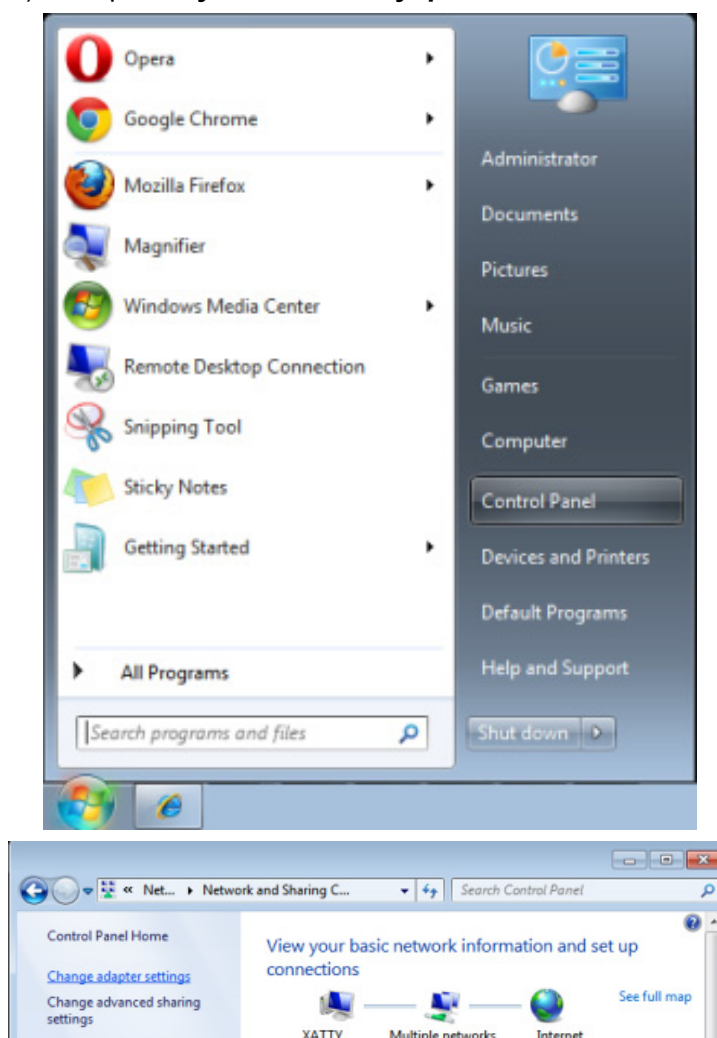 Opera
Google Chrome
Mozilla Firefox
Magnifier
Windows Media Center
Remote Desktop Connection
Snipping Tool
Sticky Notes
Getting Started
All Programs
Search programs and files
Administrator
Documents
Pictures
Music
Games
Computer
Control Panel
Devices and Printers
Default Programs
Help and Support
Shut down
« Net... Network and Sharing C...
Search Control Panel
Control Panel Home
Change adapter settings
Change advanced sharing
settings
View your basic network information and set up
connections
See full map
XATTY Multiple networks Internet